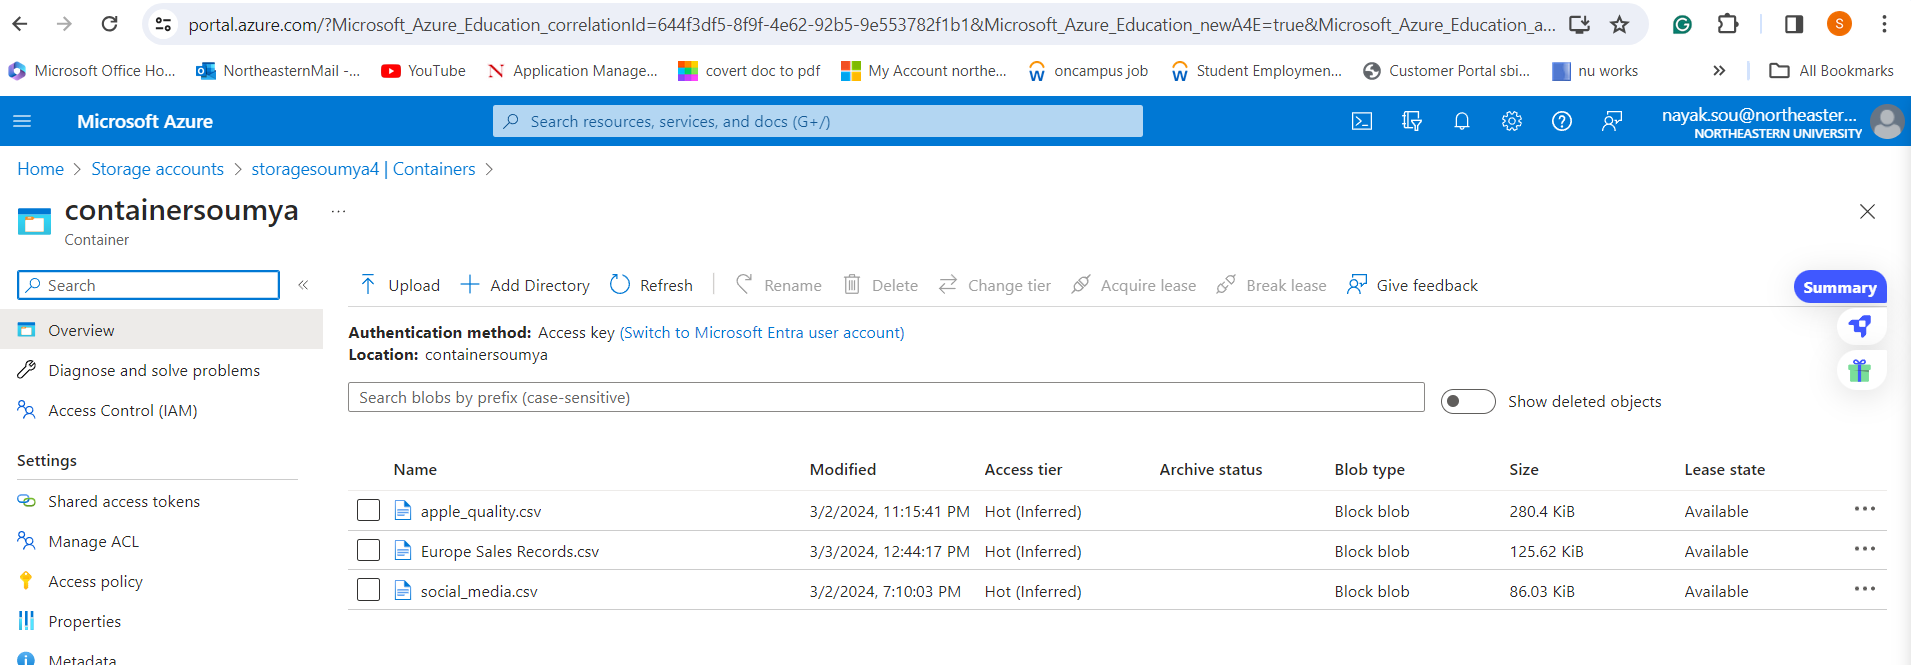 portal.azure.com/?Microsoft_Azure_Education_correlationId=644f3df5-8f9f-4e62-92b5-9e553782f1b1&Microsoft_Azure_Education_newA4E=true&Microsoft_Azure_Education_a... S
Microsoft Office Ho... NortheasternMail -... YouTube Application Manage... covert doc to pdf My Account northe... oncampus job Student Employmen... Customer Portal sbi... nu works » All Bookmarks
Microsoft Azure Search resources, services, and docs (G+/) nayak.sou@northeaster...
NORTHEASTERN UNIVERSITY
Home > Storage accounts > storagesoumya4 | Containers >
containersoumya ...
Container
Search «
Upload Add Directory Refresh Rename Delete Change tier Acquire lease Break lease Give feedback
Summary
Overview
Diagnose and solve problems
Access Control (IAM)
Settings
Shared access tokens
Manage ACL
Access policy
Properties
Metadata
Authentication method: Access key (Switch to Microsoft Entra user account)
Location: containersoumya
Search blobs by prefix (case-sensitive) Show deleted objects
Name Modified Access tier Archive status Blob type Size Lease state
apple_quality.csv 3/2/2024, 11:15:41 PM Hot (Inferred) Block blob 280.4 KiB Available ...
Europe Sales Records.csv 3/3/2024, 12:44:17 PM Hot (Inferred) Block blob 125.62 KiB Available ...
social_media.csv 3/2/2024, 7:10:03 PM Hot (Inferred) Block blob 86.03 KiB Available ...